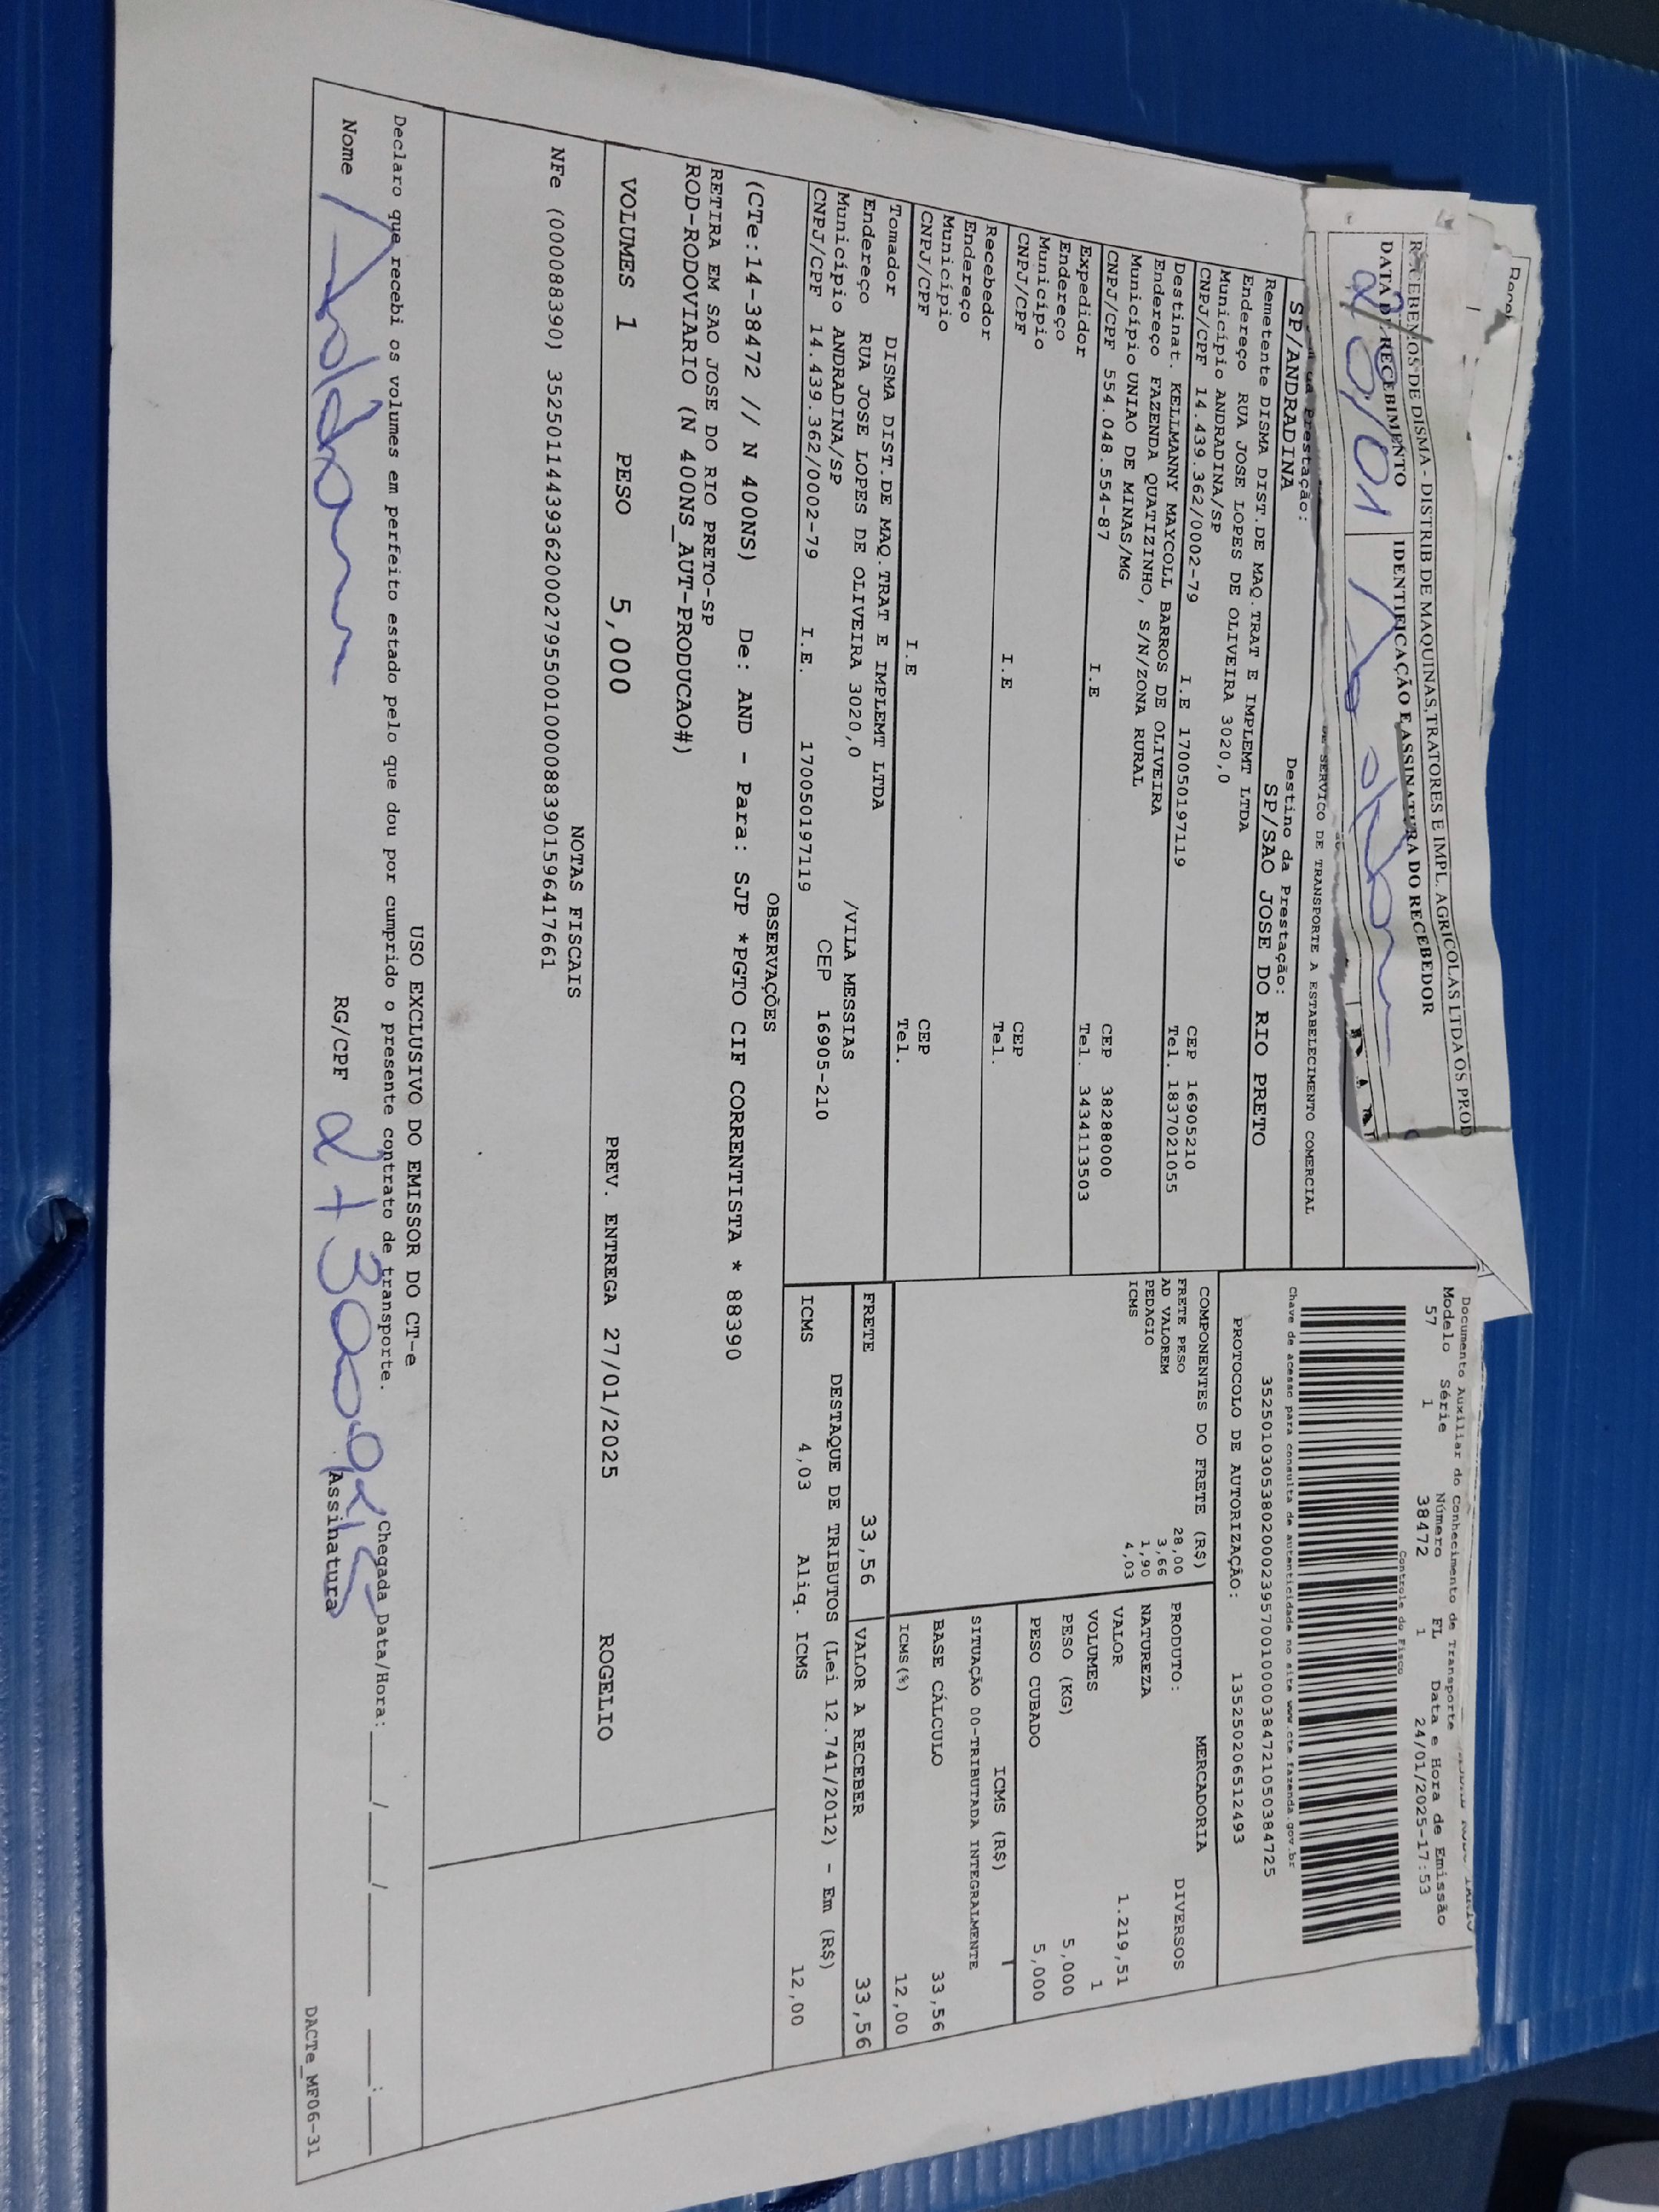 RECEBEMOS DE DISMA - DISTRIB DE MAQUINAS,TRATORES E IMPL. AGRICOLAS LTDA OS PROD
DATA DE RECEBIMENTO
IDENTIFICAÇÃO E ASSINATURA DO RECEBEDOR
DE SERVIÇO DE TRANSPORTE A ESTABELECIMENTO COMERCIAL
Prestação:
SP/ANDRADINA
Destino da Prestação:
SP/SAO JOSE DO RIO PRETO
Remetente DISMA DIST.DE MAQ.TRAT E IMPLEMT LTDA
Endereço RUA JOSE LOPES DE OLIVEIRA 3020,0
Município ANDRADINA/SP CEP 16905210
CNPJ/CPF 14.439.362/0002-79 I.E 170050197119 Tel. 1837021055
Destinat. KELLMANNY MAYCOLL BARROS DE OLIVEIRA
Endereço FAZENDA QUATIZINHO, S/N/ZONA RURAL
Município UNIAO DE MINAS/MG CEP 38288000
CNPJ/CPF 554.048.554-87 I.E Tel. 3434113503
Expedidor
Endereço
Município CEP
CNPJ/CPF I.E Tel.
Recebedor
Endereço
Município CEP
CNPJ/CPF I.E Tel.
Tomador DISMA DIST.DE MAQ.TRAT E IMPLEMT LTDA
Endereço RUA JOSE LOPES DE OLIVEIRA 3020,0 /VILA MESSIAS
Município ANDRADINA/SP CEP 16905-210
CNPJ/CPF 14.439.362/0002-79 I.E. 170050197119
Documento Auxiliar do Conhecimento de Transporte
Modelo Série Número FL Data e Hora de Emissão
57 1 38472 1 24/01/2025-17:53
Controle do Fisco
Chave de acesso para consulta de autenticidade no site www.cte.fazenda.gov.br
35250103053802000239570010000384721050384725
PROTOCOLO DE AUTORIZAÇÃO: 135250206512493
COMPONENTES DO FRETE (R$)
FRETE PESO 28,00
AD VALOREM 3,66
PEDAGIO 1,90
ICMS 4,03
MERCADORIA
PRODUTO: DIVERSOS
NATUREZA
VALOR 1.219,51
VOLUMES 1
PESO (KG) 5,000
PESO CUBADO 5,000
ICMS (R$)
SITUAÇÃO 00-TRIBUTADA INTEGRALMENTE
BASE CÁLCULO 33,56
ICMS(%) 12,00
FRETE 33,56 VALOR A RECEBER 33,56
DESTAQUE DE TRIBUTOS (Lei 12.741/2012) - Em (R$)
ICMS 4,03 Aliq. ICMS 12,00
OBSERVAÇÕES
(CTe:14-38472 // N 400NS) De: AND - Para: SJP *PGTO CIF CORRENTISTA * 88390
RETIRA EM SAO JOSE DO RIO PRETO-SP
ROD-RODOVIARIO (N 400NS_AUT-PRODUCAO#)
VOLUMES 1 PESO 5,000 PREV. ENTREGA 27/01/2025 ROGELIO
NOTAS FISCAIS
NFe (000088390) 35250114439362000279550010000883901596417661
USO EXCLUSIVO DO EMISSOR DO CT-e
Declaro que recebi os volumes em perfeito estado pelo que dou por cumprido o presente contrato de transporte. Chegada Data/Hora:____/____/______ ___:___
Nome RG/CPF Assinatura
DACTe_MF06-31